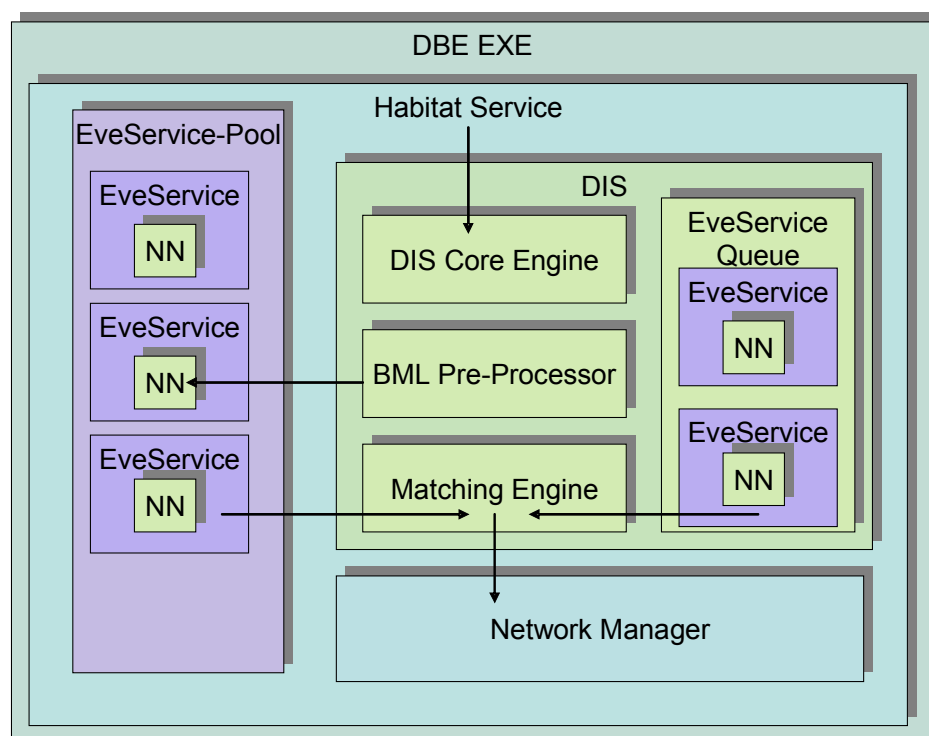 DBE EXE
Habitat Service
EveService-Pool
EveService
NN
EveService
NN
EveService
NN
DIS
DIS Core Engine
BML Pre-Processor
Matching Engine
EveService
Queue
EveService
NN
EveService
NN
Network Manager